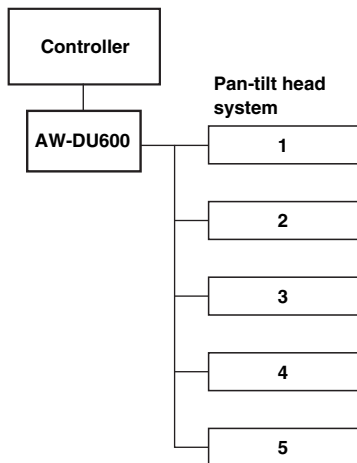 Controller
Pan-tilt head
system
AW-DU600
1
2
3
4
5